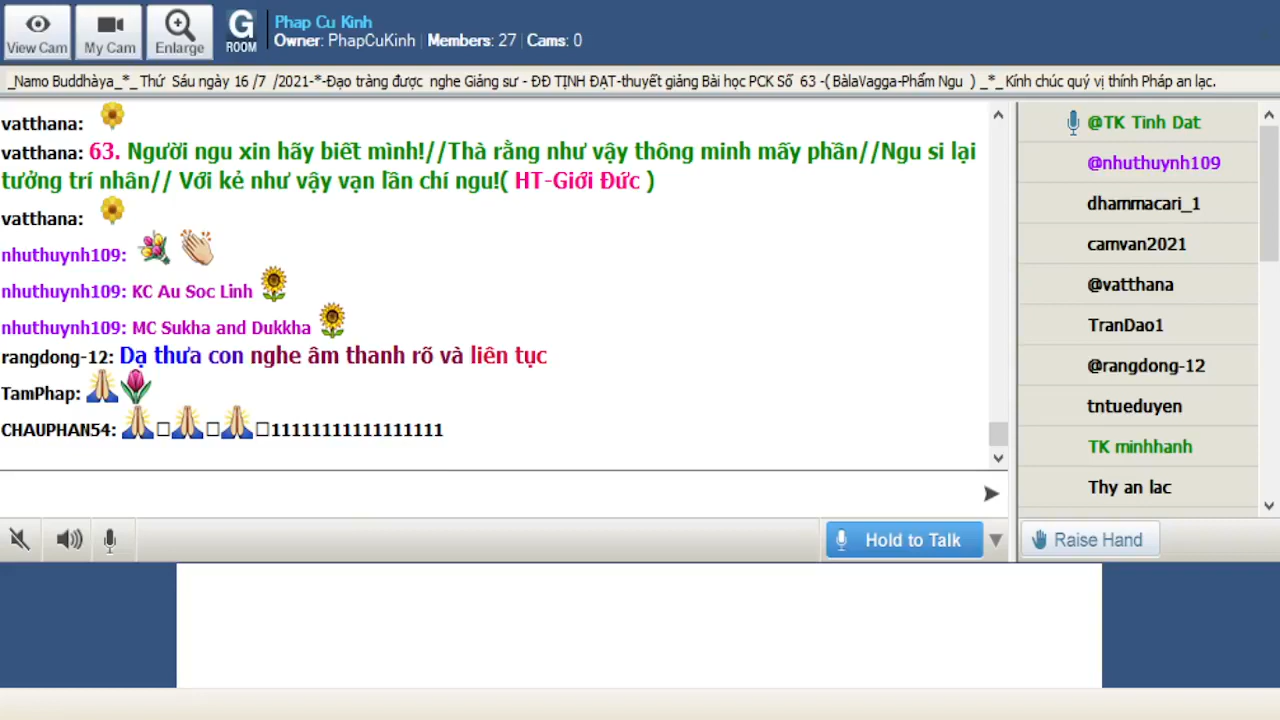 View Cam
My Cam
Enlarge
G
ROOM
Phap Cu Kinh
Owner: PhapCuKinh | Members: 27 | Cams: 0
_Namo Buddhàya_*_ Thứ Sáu ngày 16 /7 /2021-*-Đạo tràng được nghe Giảng sư - ĐĐ TỊNH ĐẠT-thuyết giảng Bài học PCK Số 63 -( BàlaVagga-Phẩm Ngu ) _*_ Kính chúc quý vị thính Pháp an lạc.
vatthana:
vatthana: 63. Người ngu xin hãy biết mình!//Thà rằng như vậy thông minh mấy phần//Ngu si lại
tưởng trí nhân// Với kẻ như vậy vạn lần chí ngu!( HT-Giới Đức )
vatthana:
nhuthuynh109:
nhuthuynh109: KC Au Soc Linh
nhuthuynh109: MC Sukha and Dukkha
rangdong-12: Dạ thưa con nghe âm thanh rõ và liên tục
TamPhap:
CHAUPHAN54: 🙏□🙏□🙏□11111111111111111
@TK Tinh Dat
@nhuthuynh109
dhammacari_1
camvan2021
@vatthana
TranDao1
@rangdong-12
tntueduyen
TK minhhanh
Thy an lac
Hold to Talk
Raise Hand